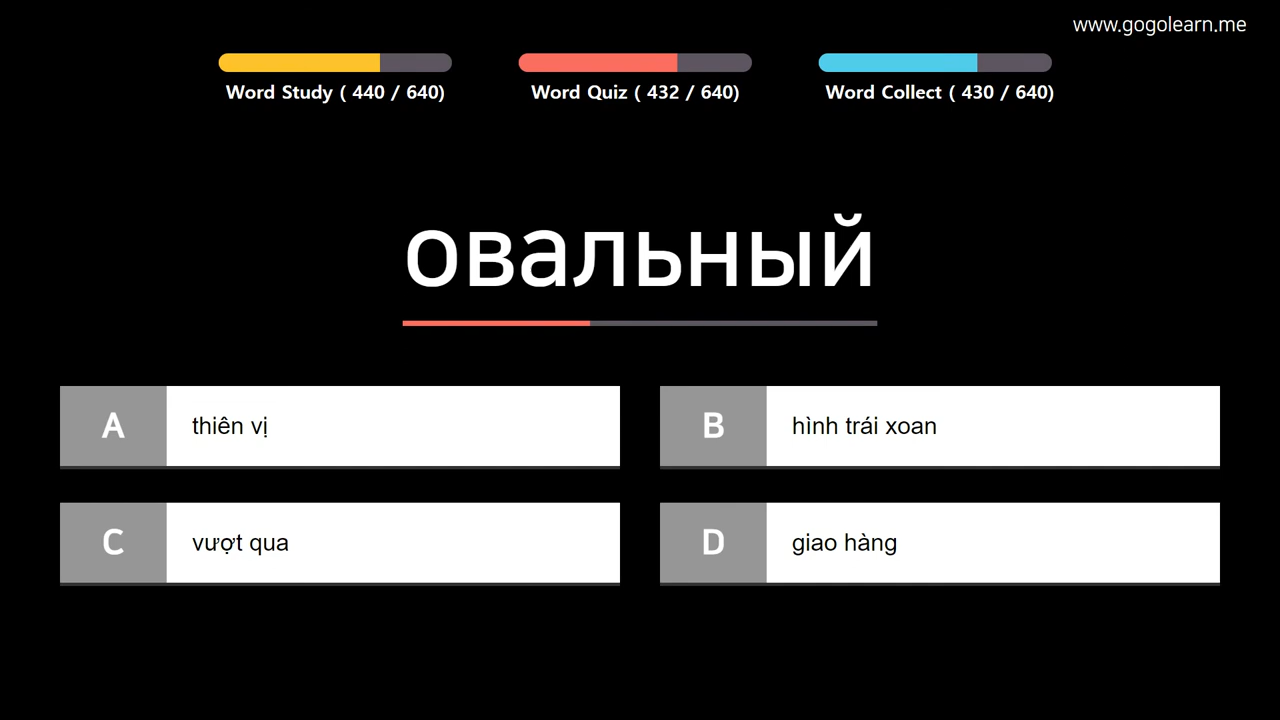 www.gogolearn.me
Word Study ( 440 / 640)
Word Quiz ( 432 / 640)
Word Collect ( 430 / 640)
овальный
A thiên vị
B hình trái xoan
C vượt qua
D giao hàng